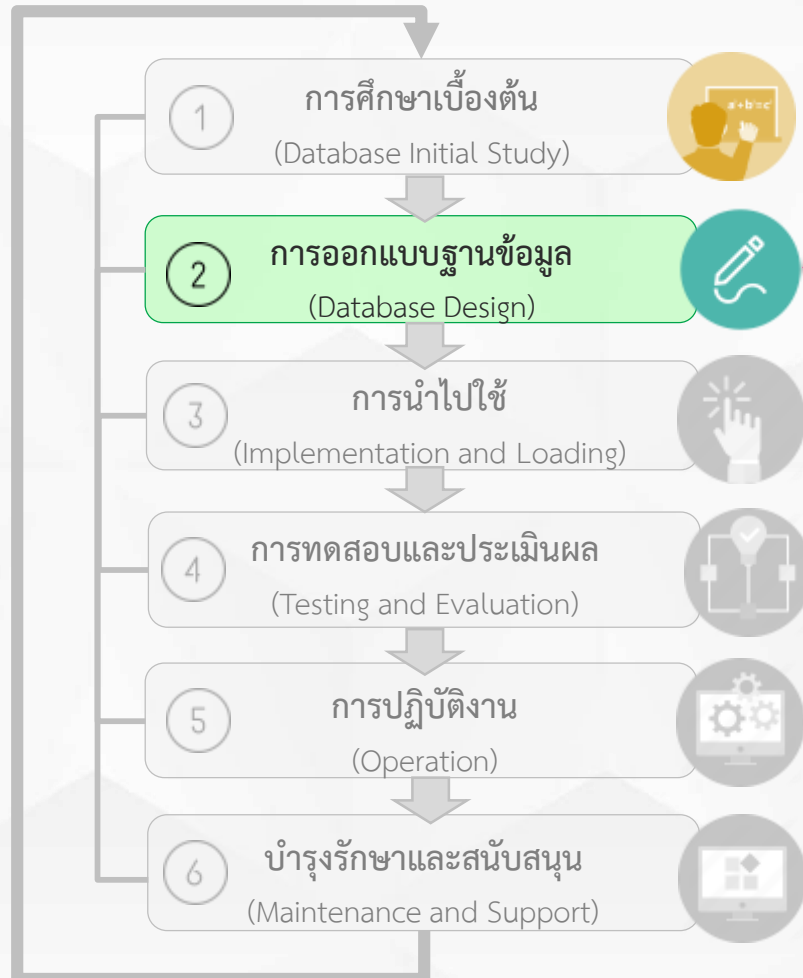 a²+b²=c²
1
การศึกษาเบื้องต้น
(Database Initial Study)
2
การออกแบบฐานข้อมูล
(Database Design)
3
การนำไปใช้
(Implementation and Loading)
4
การทดสอบและประเมินผล
(Testing and Evaluation)
5
การปฏิบัติงาน
(Operation)
6
บำรุงรักษาและสนับสนุน
(Maintenance and Support)